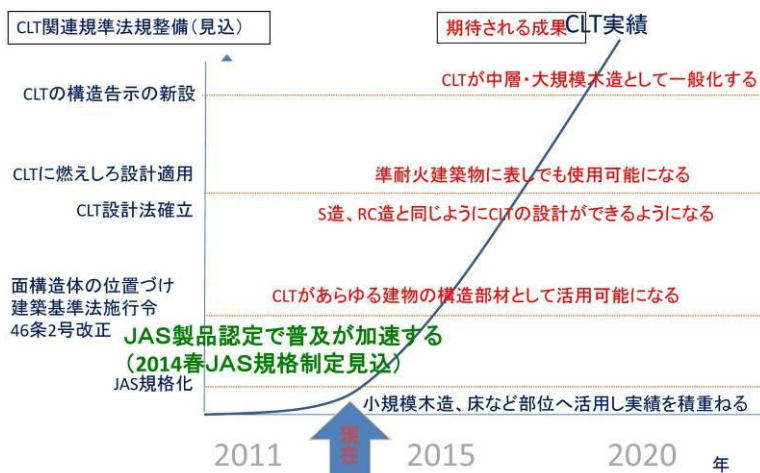 CLT関連規準法規整備(見込)
期待される成果
CLT実績
CLTの構造告示の新設
CLTが中層・大規模木造として一般化する
CLTに燃えしろ設計適用
準耐火建築物に表しでも使用可能になる
CLT設計法確立
S造、RC造と同じようにCLTの設計ができるようになる
面構造体の位置づけ
建築基準法施行令
46条2号改正
CLTがあらゆる建物の構造部材として活用可能になる
JAS製品認定で普及が加速する
(2014春JAS規格制定見込)
JAS規格化
小規模木造、床など部位へ活用し実績を積重ねる
現在
2011
2015
2020
年